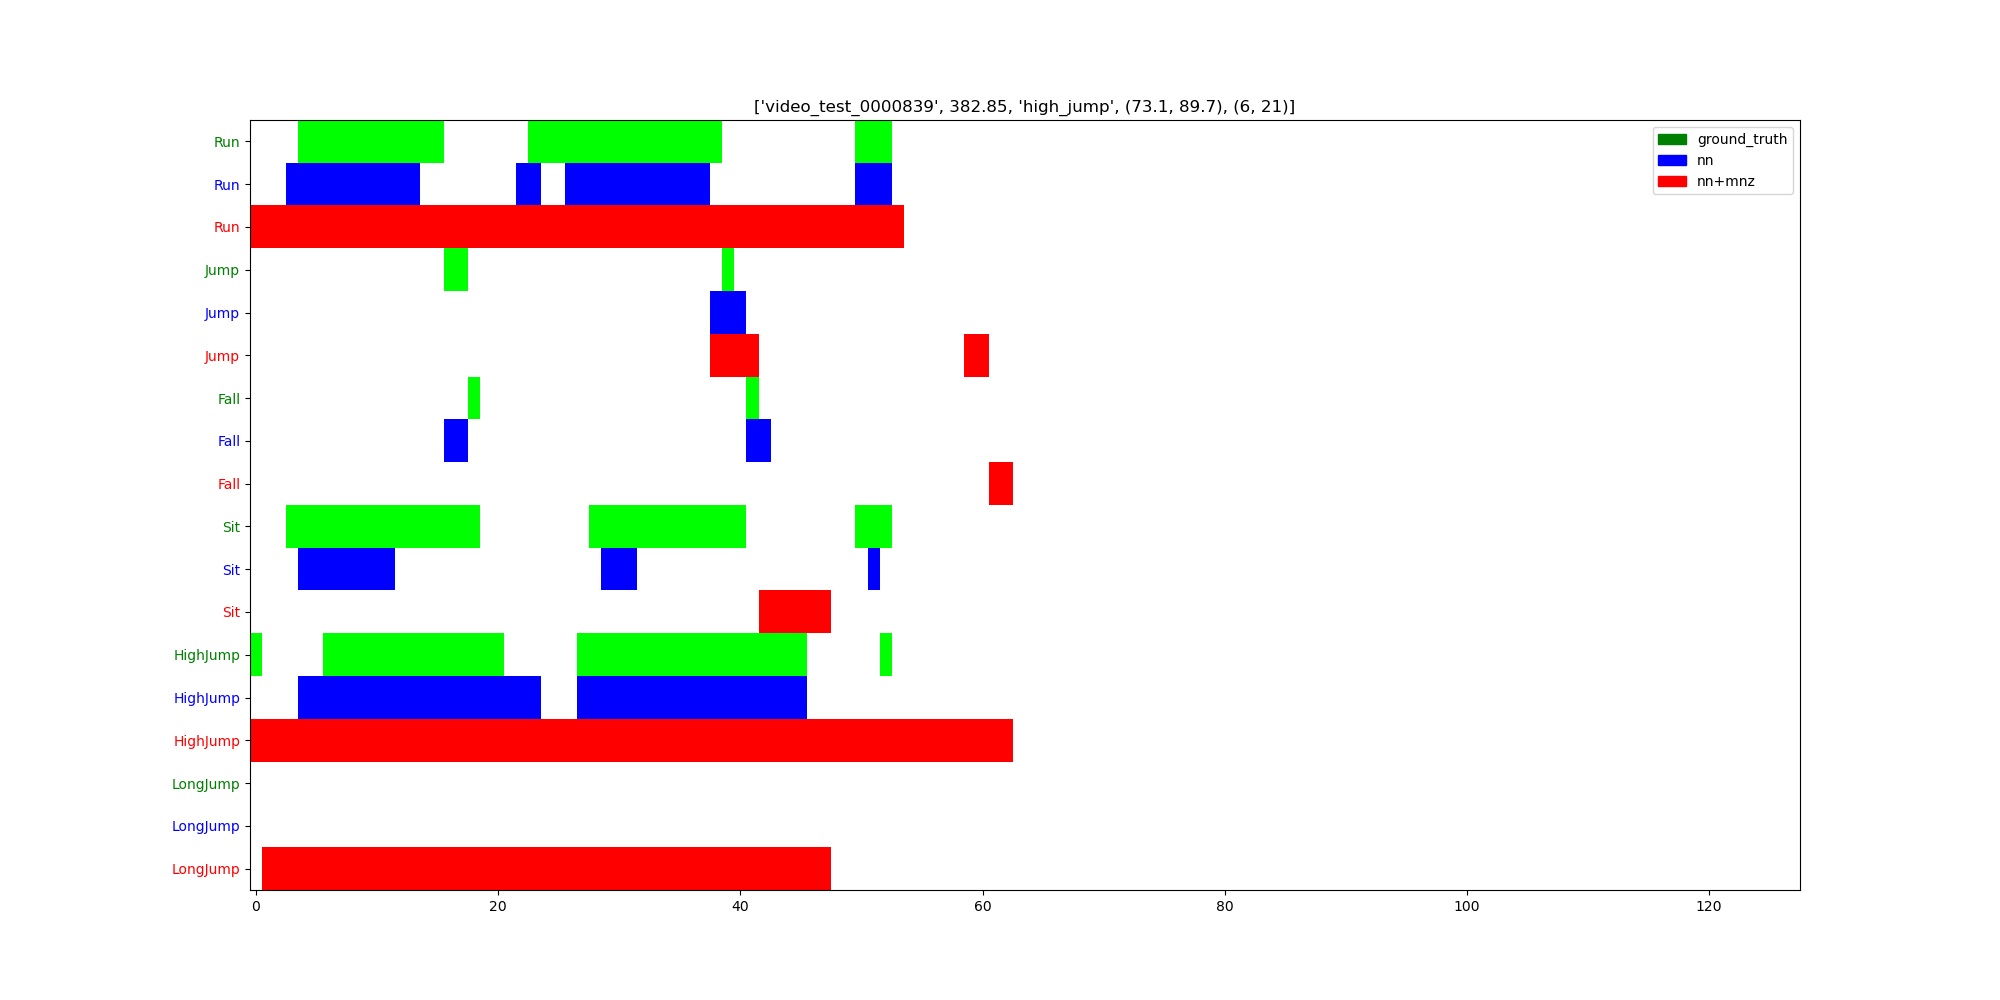 ['video_test_0000839', 382.85, 'high_jump', (73.1, 89.7), (6, 21)]
ground_truth
nn
nn+mnz
Run
Run
Run
Jump
Jump
Jump
Fall
Fall
Fall
Sit
Sit
Sit
HighJump
HighJump
HighJump
LongJump
LongJump
LongJump
0 20 40 60 80 100 120